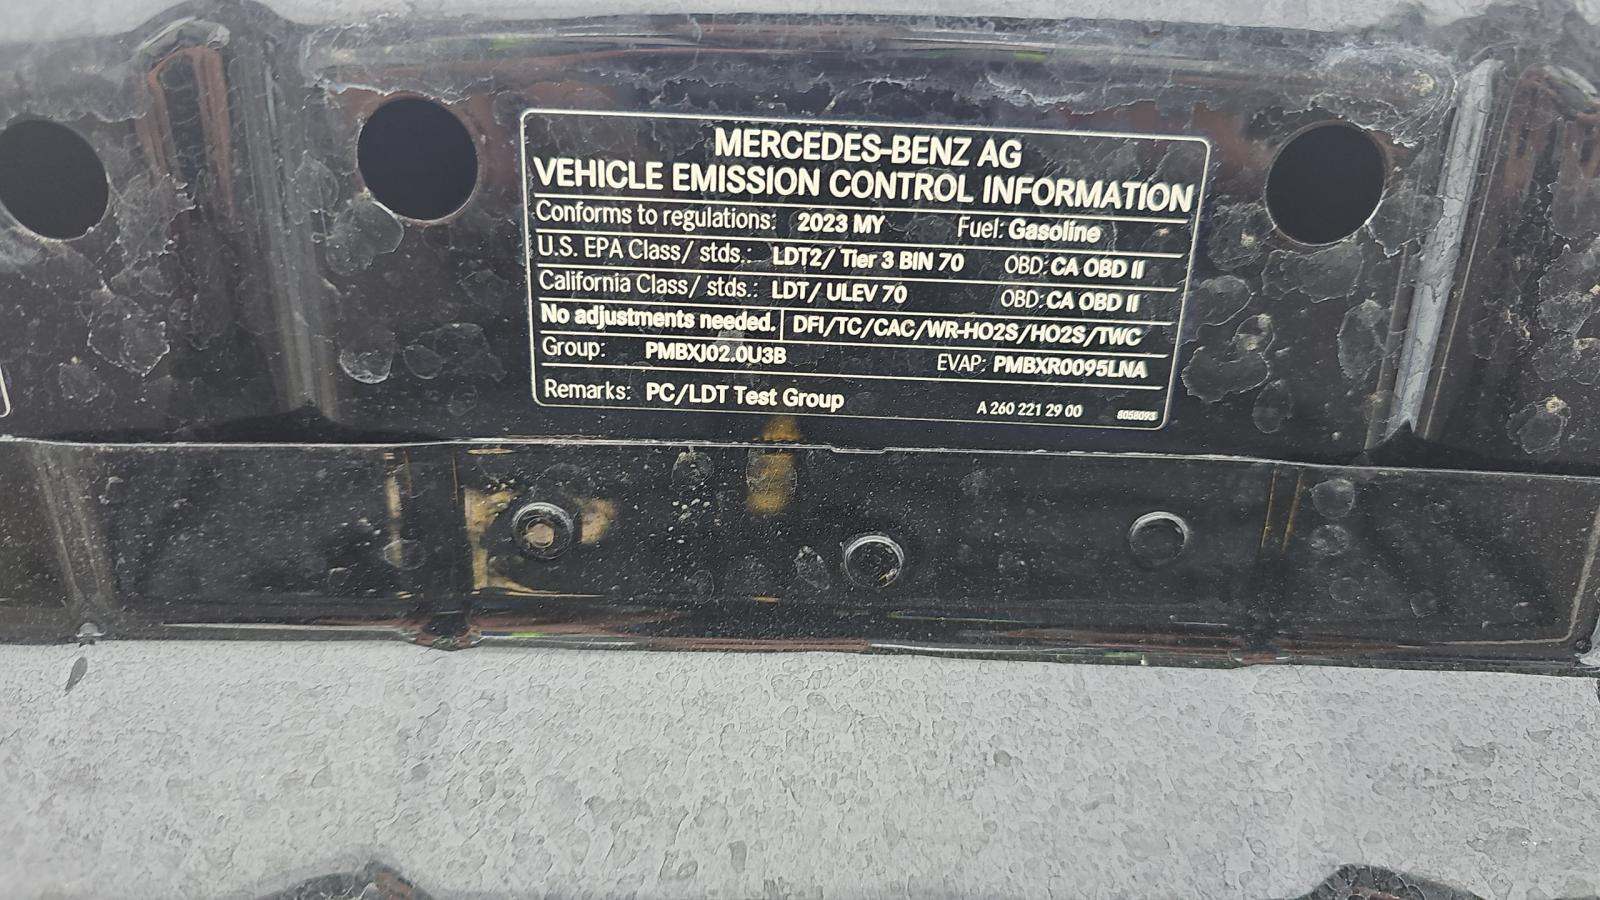 MERCEDES-BENZ AG
VEHICLE EMISSION CONTROL INFORMATION
Conforms to regulations: 2023 MY Fuel: Gasoline
U.S. EPA Class/ stds.: LDT2/ Tier 3 BIN 70 OBD: CA OBD II
California Class/ stds.: LDT/ ULEV 70 OBD: CA OBD II
No adjustments needed. DFI/TC/CAC/WR-HO2S/HO2S/TWC
Group: PMBXJ02.0U3B EVAP: PMBXR0095LNA
Remarks: PC/LDT Test Group A 260 221 29 00 6058093